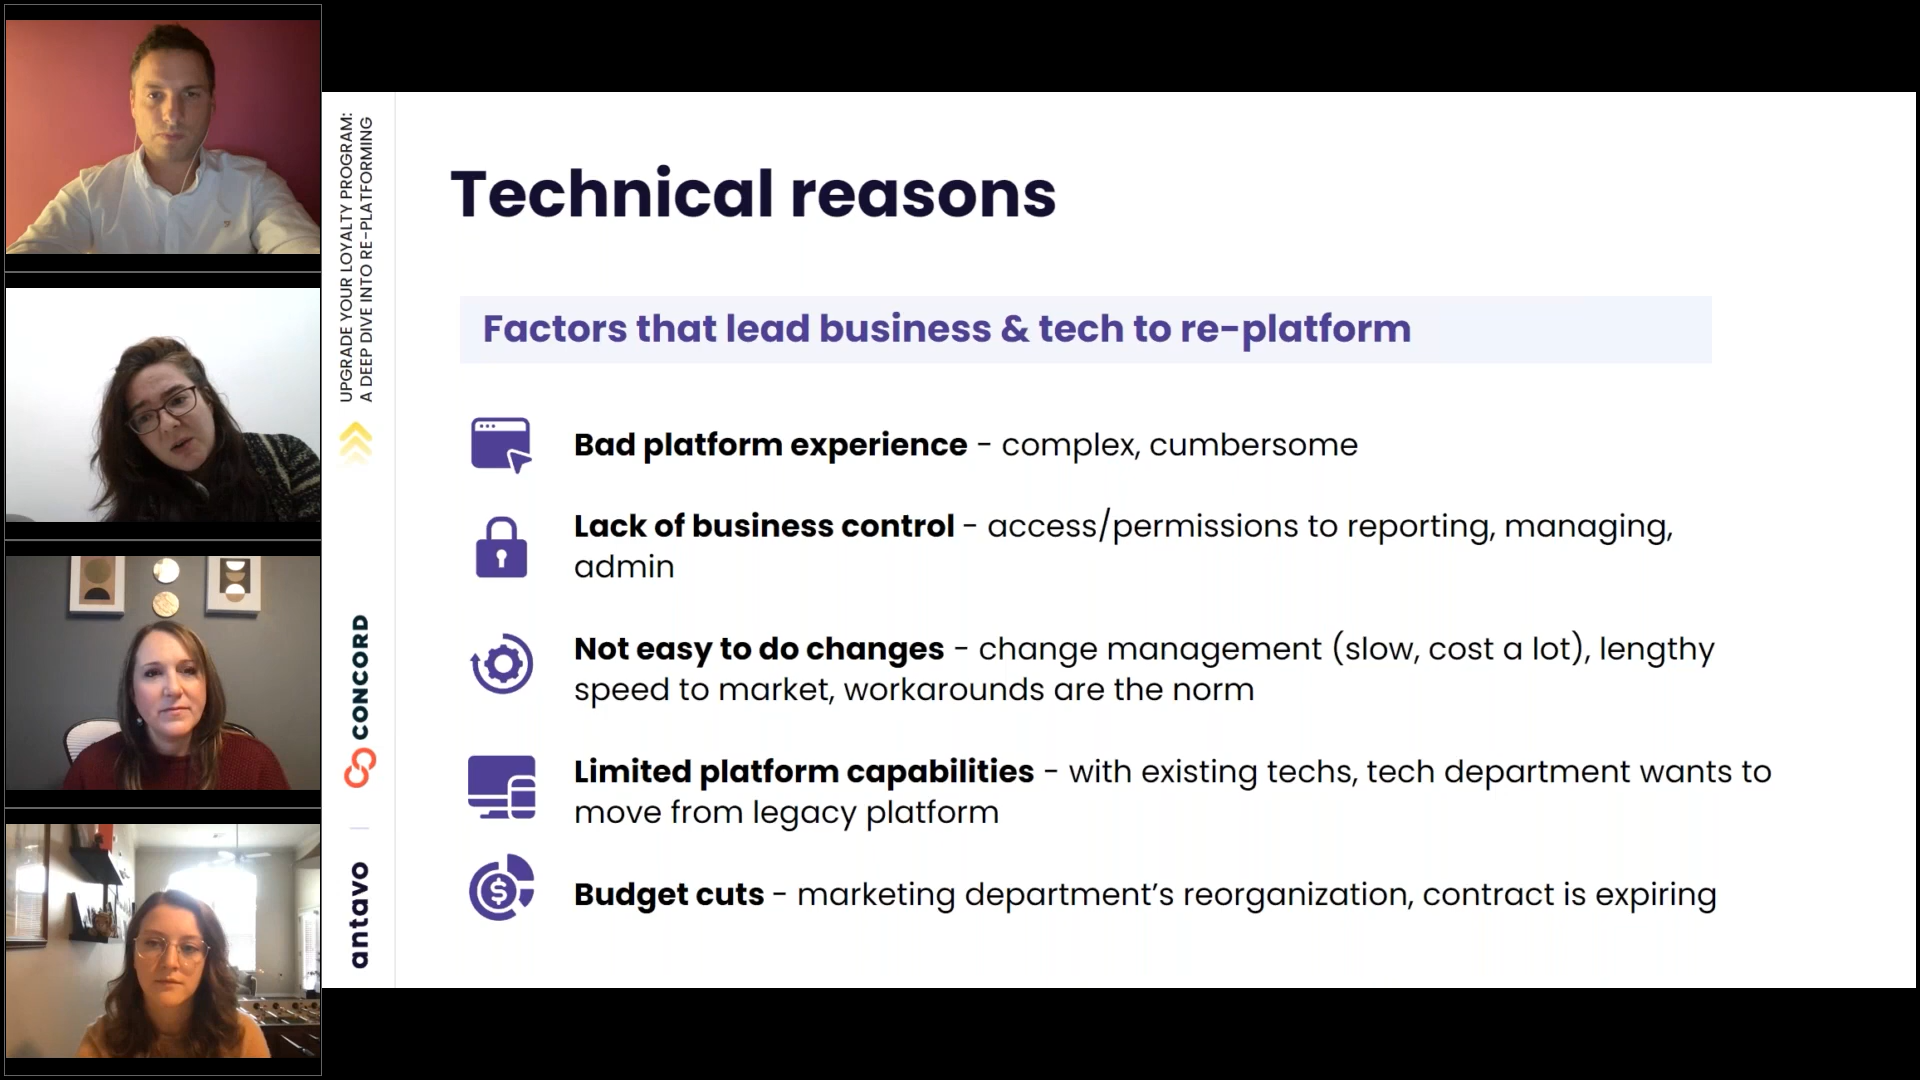 UPGRADE YOUR LOYALTY PROGRAM:
A DEEP DIVE INTO RE-PLATFORMING
CONCORD
antavo
Technical reasons
Factors that lead business & tech to re-platform
Bad platform experience - complex, cumbersome
Lack of business control - access/permissions to reporting, managing,
admin
Not easy to do changes - change management (slow, cost a lot), lengthy
speed to market, workarounds are the norm
Limited platform capabilities - with existing techs, tech department wants to
move from legacy platform
$
Budget cuts - marketing department’s reorganization, contract is expiring